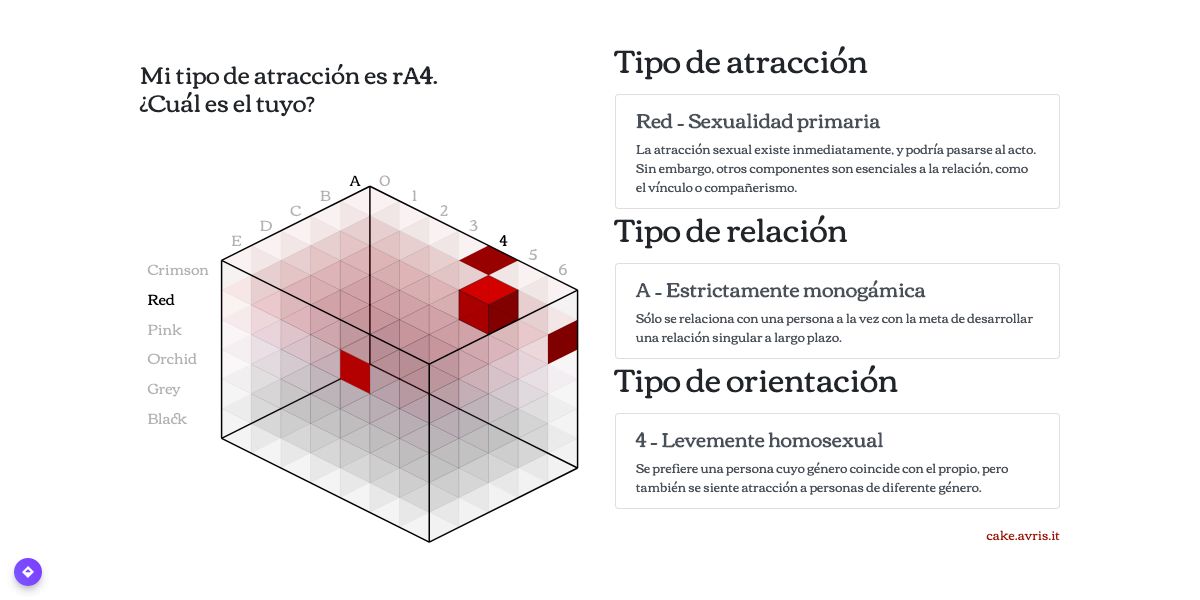 Mi tipo de atracción es rA4.
¿Cuál es el tuyo?
A
O
B
1
C
2
D
3
E
4
5
6
Crimson
Red
Pink
Orchid
Grey
Black
Tipo de atracción
Red - Sexualidad primaria
La atracción sexual existe inmediatamente, y podría pasarse al acto.
Sin embargo, otros componentes son esenciales a la relación, como
el vínculo o compañerismo.
Tipo de relación
A - Estrictamente monogámica
Sólo se relaciona con una persona a la vez con la meta de desarrollar
una relación singular a largo plazo.
Tipo de orientación
4 - Levemente homosexual
Se prefiere una persona cuyo género coincide con el propio, pero
también se siente atracción a personas de diferente género.
cake.avris.it